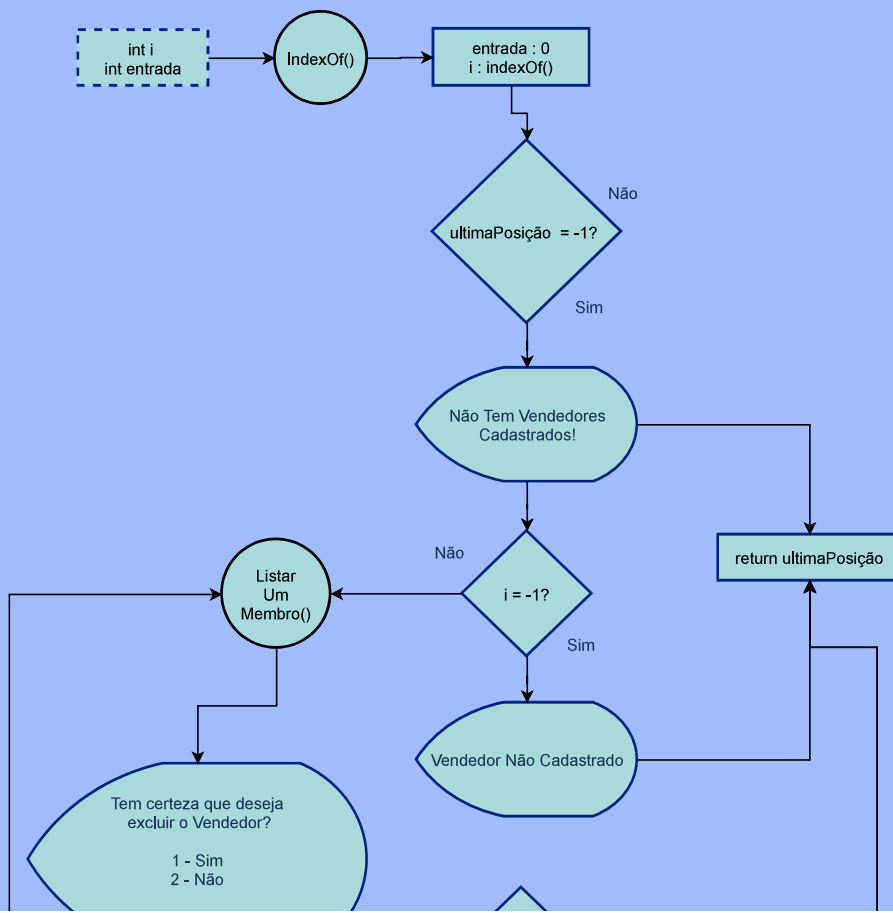 int i
int entrada
IndexOf()
entrada : 0
i : indexOf()
Não
ultimaPosição = -1?
Sim
Não Tem Vendedores
Cadastrados!
Não
Listar
Um
Membro()
i = -1?
return ultimaPosição
Sim
Vendedor Não Cadastrado
Tem certeza que deseja
excluir o Vendedor?
1 - Sim
2 - Não